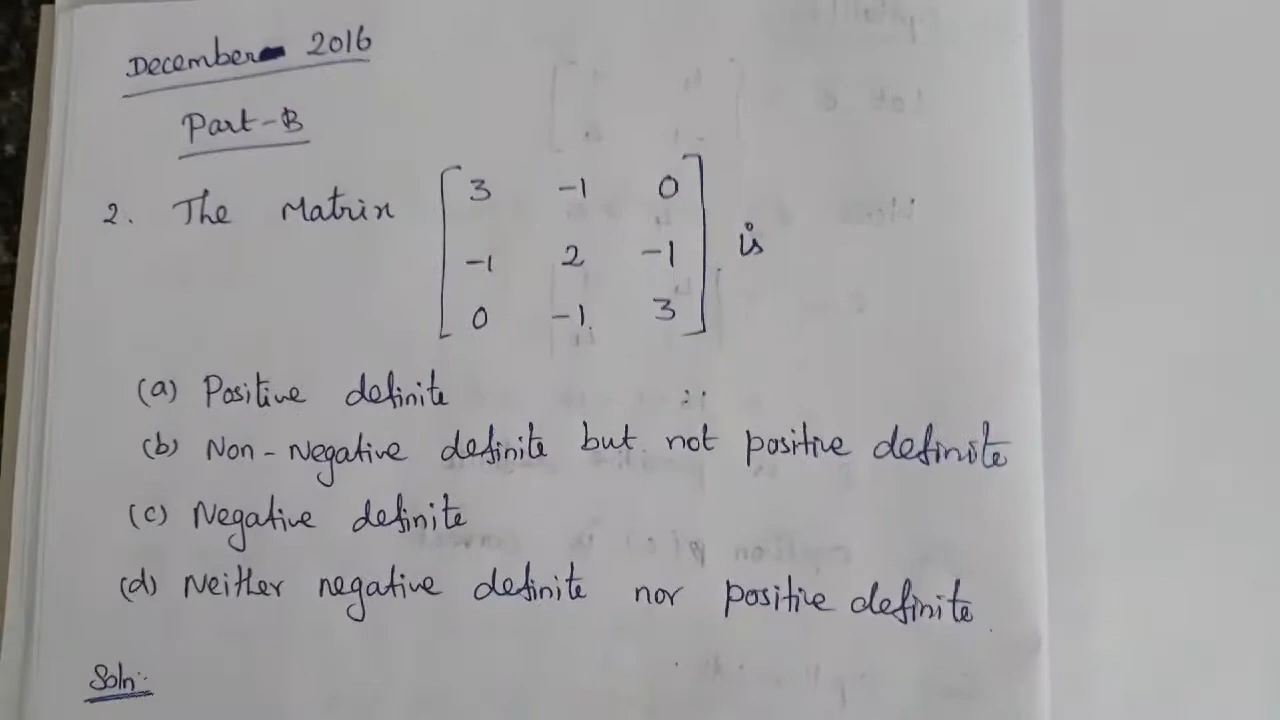 December 2016
Part-B
2. The Matrix [3 -1 0
-1 2 -1
0 -1 3] is
(a) Positive definite
(b) Non-negative definite but not positive definite
(c) Negative definite
(d) Neither negative definite nor positive definite.
Soln: